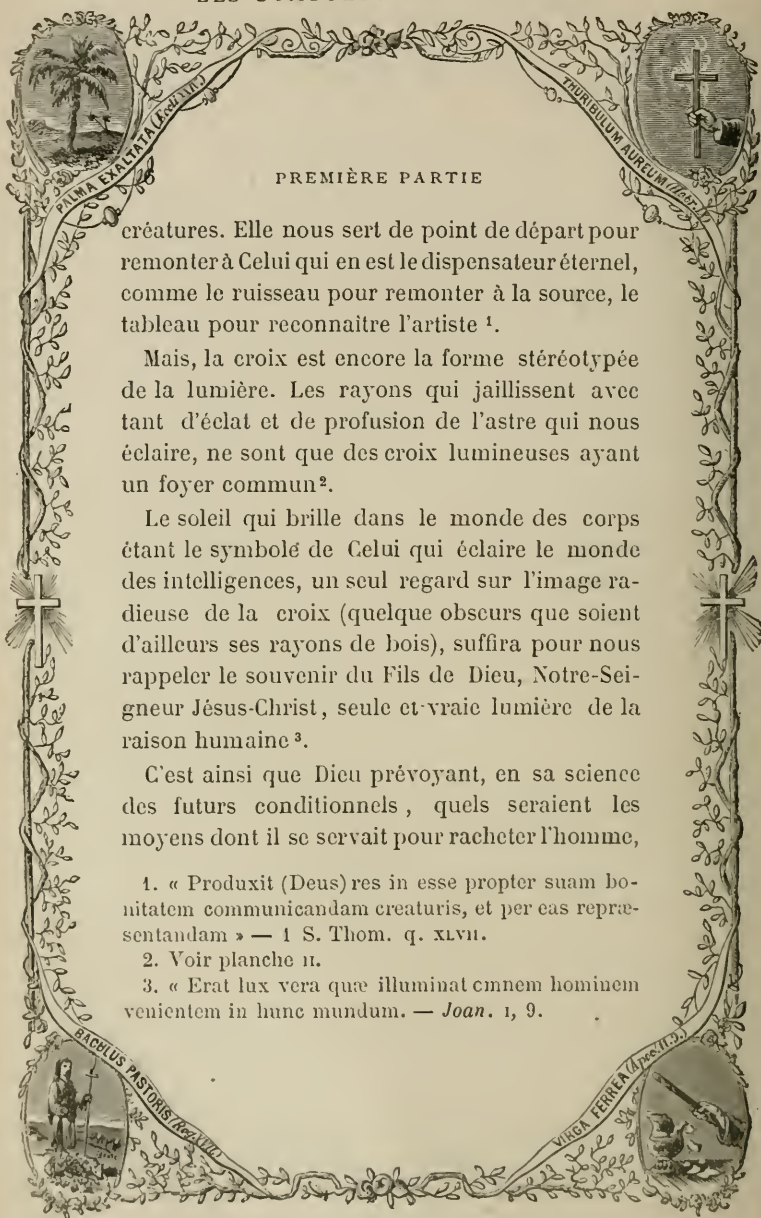 PALMA EXALTATA
THURIBULUM AUREUM
PREMIÈRE PARTIE
créatures. Elle nous sert de point de départ pour
remonter à Celui qui en est le dispensateur éternel,
comme le ruisseau pour remonter à la source, le
tableau pour reconnaitre l'artiste ¹.
Mais, la croix est encore la forme stéréotypée
de la lumière. Les rayons qui jaillissent avec
tant d'éclat et de profusion de l'astre qui nous
éclaire, ne sont que des croix lumineuses ayant
un foyer commun².
Le soleil qui brille dans le monde des corps
étant le symbole de Celui qui éclaire le monde
des intelligences, un seul regard sur l'image ra-
dieuse de la croix (quelque obscurs que soient
d'ailleurs ses rayons de bois), suffira pour nous
rappeler le souvenir du Fils de Dieu, Notre-Sei-
gneur Jésus-Christ, seule et vraie lumière de la
raison humaine ³.
C'est ainsi que Dieu prévoyant, en sa science
des futurs conditionnels, quels seraient les
moyens dont il se servait pour racheter l'homme,
1. « Produxit (Deus) res in esse propter suam bo-
nitatem communicandam creaturis, et per eas repræ-
sentandam » — 1 S. Thom. q. XLVII.
2. Voir planche II.
3. « Erat lux vera quæ illuminat omnem hominem
venientem in hunc mundum. — Joan. I, 9.
BACULUS PASTORIS
VIRGA FERREA (Apoc. II.)